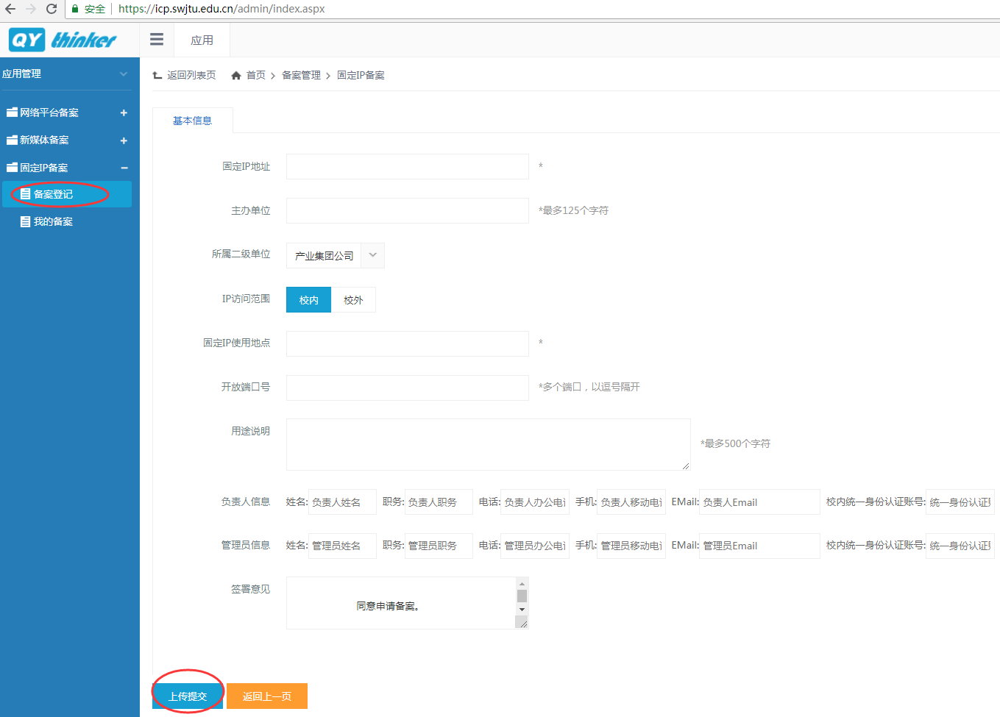 安全 https://icp.swjtu.edu.cn/admin/index.aspx
QY thinker
应用
应用管理
返回列表页 首页 备案管理 固定IP备案
网络平台备案
新媒体备案
固定IP备案
备案登记
我的备案
基本信息
固定IP地址 *
主办单位 *最多125个字符
所属二级单位 产业集团公司
IP访问范围 校内 校外
固定IP使用地点 *
开放端口号 *多个端口，以逗号隔开
用途说明 *最多500个字符
负责人信息 姓名: 负责人姓名 职务: 负责人职务 电话: 负责人办公电 手机: 负责人移动电 EMail: 负责人Email 校内统一身份认证账号: 统一身份认证
管理员信息 姓名: 管理员姓名 职务: 管理员职务 电话: 管理员办公电 手机: 管理员移动电 EMail: 管理员Email 校内统一身份认证账号: 统一身份认证
签署意见 同意申请备案。
上传提交 返回上一页